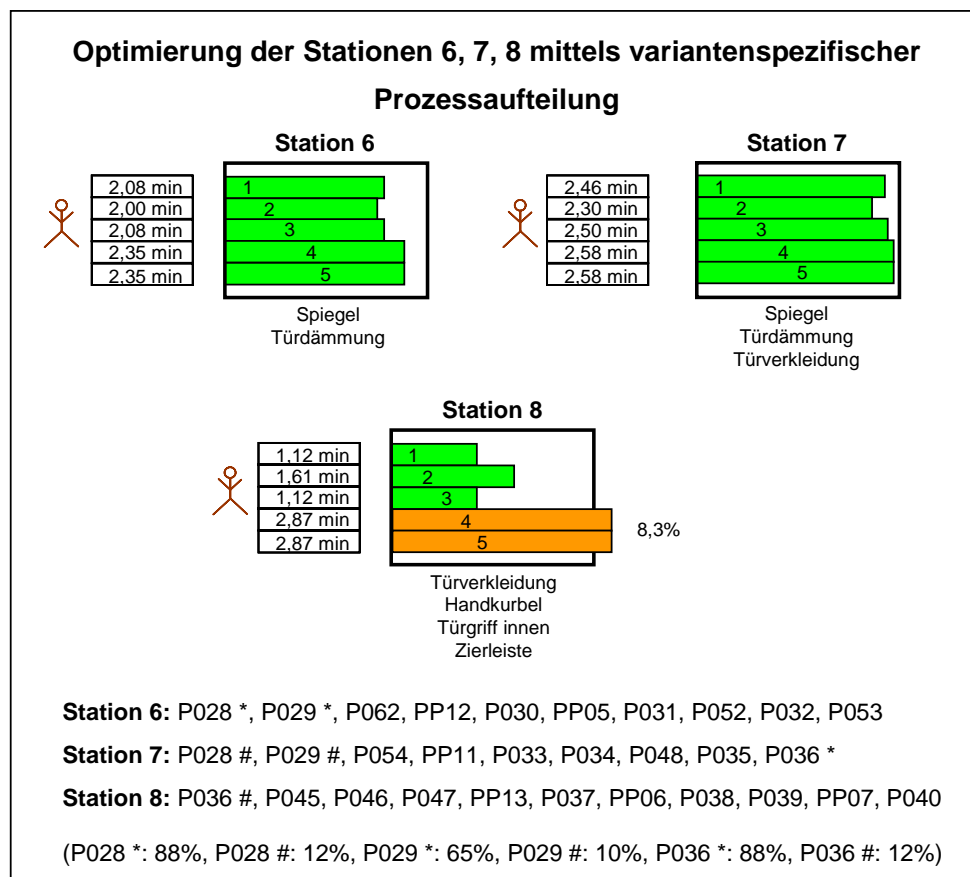 Optimierung der Stationen 6, 7, 8 mittels variantenspezifischer
Prozessaufteilung
Station 6
2,08 min
2,00 min
2,08 min
2,35 min
2,35 min
1
2
3
4
5
Spiegel
Türdämmung
Station 7
2,46 min
2,30 min
2,50 min
2,58 min
2,58 min
1
2
3
4
5
Spiegel
Türdämmung
Türverkleidung
Station 8
1,12 min
1,61 min
1,12 min
2,87 min
2,87 min
1
2
3
4
5
8,3%
Türverkleidung
Handkurbel
Türgriff innen
Zierleiste
Station 6: P028 *, P029 *, P062, PP12, P030, PP05, P031, P052, P032, P053
Station 7: P028 #, P029 #, P054, PP11, P033, P034, P048, P035, P036 *
Station 8: P036 #, P045, P046, P047, PP13, P037, PP06, P038, P039, PP07, P040
(P028 *: 88%, P028 #: 12%, P029 *: 65%, P029 #: 10%, P036 *: 88%, P036 #: 12%)